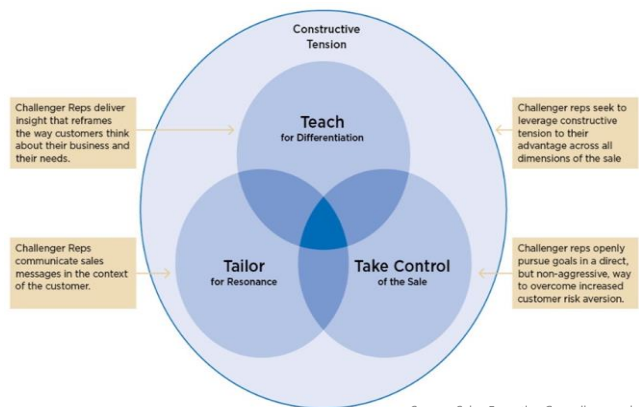 Constructive
Tension
Teach
for Differentiation
Challenger Reps deliver
insight that reframes
the way customers think
about their business and
their needs.
Challenger reps seek to
leverage constructive
tension to their
advantage across all
dimensions of the sale
Challenger Reps
communicate sales
messages in the context
of the customer.
Tailor
for Resonance
Take Control
of the Sale
Challenger reps openly
pursue goals in a direct,
but non-aggressive, way
to overcome increased
customer risk aversion.